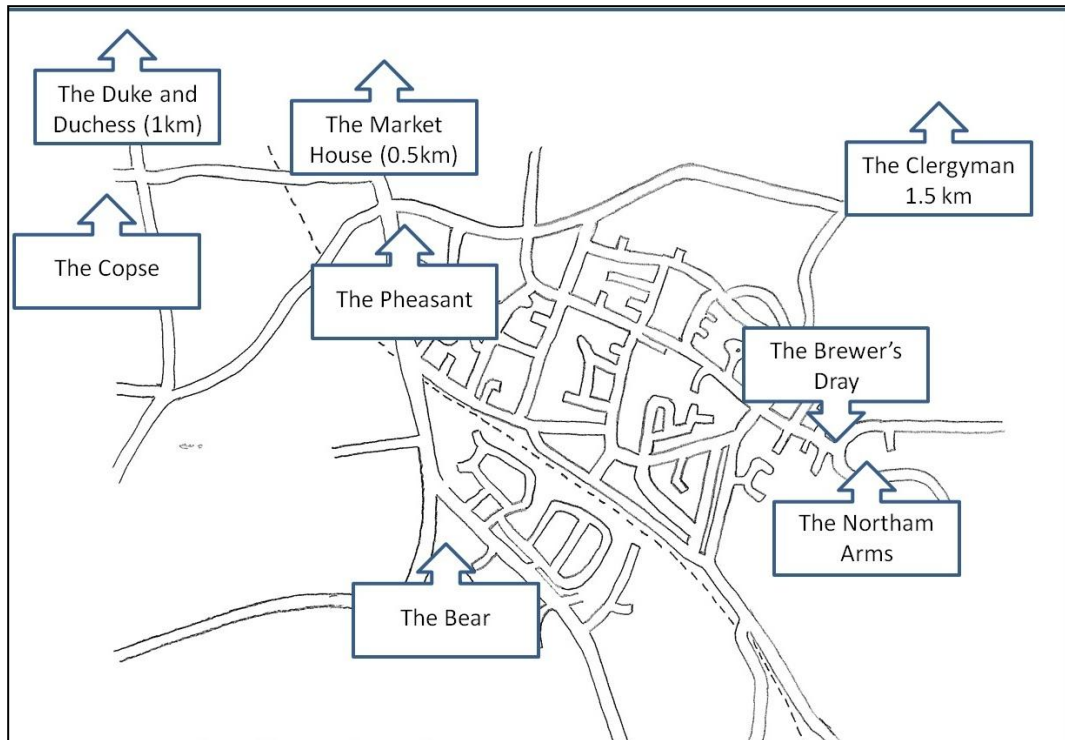 The Duke and
Duchess (1km)
The Market
House (0.5km)
The Clergyman
1.5 km
The Copse
The Pheasant
The Brewer’s
Dray
The Northam
Arms
The Bear